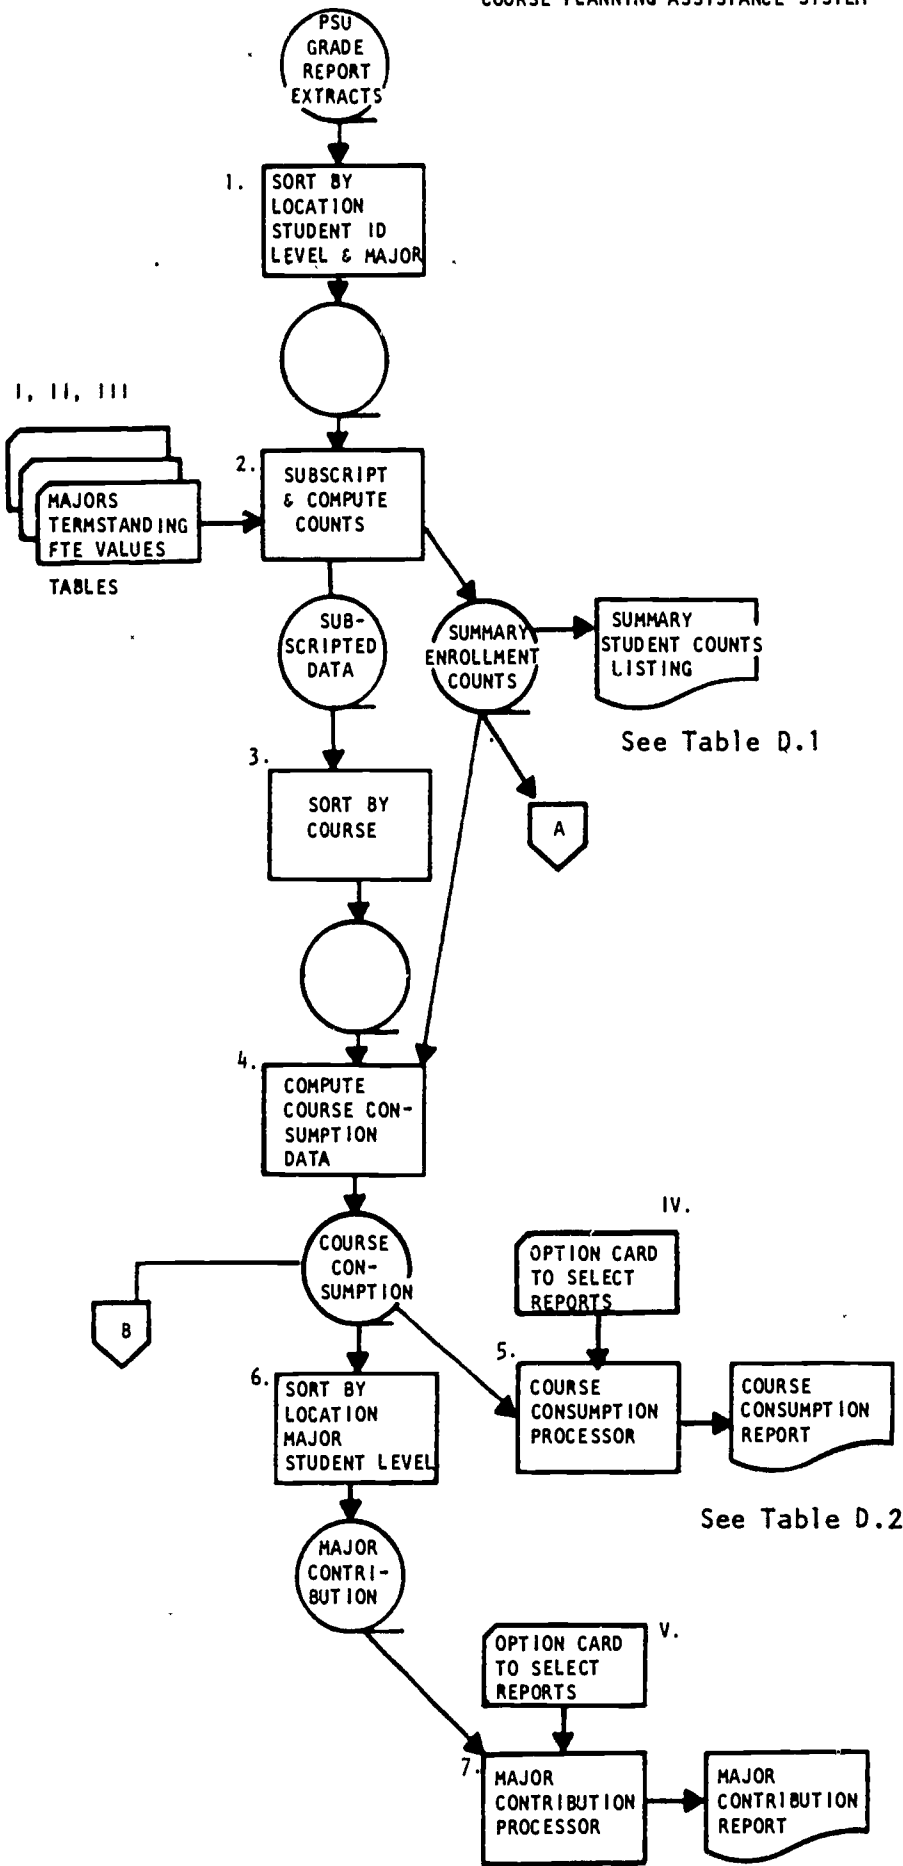 COURSE PLANNING ASSISTANCE SYSTEM
PSU
GRADE
REPORT
EXTRACTS
1.
SORT BY
LOCATION
STUDENT ID
LEVEL & MAJOR
I, II, III
MAJORS
TERMSTANDING
FTE VALUES
TABLES
2.
SUBSCRIPT
& COMPUTE
COUNTS
SUB-
SCRIPTED
DATA
SUMMARY
ENROLLMENT
COUNTS
SUMMARY
STUDENT COUNTS
LISTING
See Table D.1
3.
SORT BY
COURSE
A
4.
COMPUTE
COURSE CON-
SUMPTION
DATA
COURSE
CON-
SUMPTION
B
IV.
OPTION CARD
TO SELECT
REPORTS
5.
COURSE
CONSUMPTION
PROCESSOR
COURSE
CONSUMPTION
REPORT
See Table D.2
6.
SORT BY
LOCATION
MAJOR
STUDENT LEVEL
MAJOR
CONTRI-
BUTION
V.
OPTION CARD
TO SELECT
REPORTS
7.
MAJOR
CONTRIBUTION
PROCESSOR
MAJOR
CONTRIBUTION
REPORT